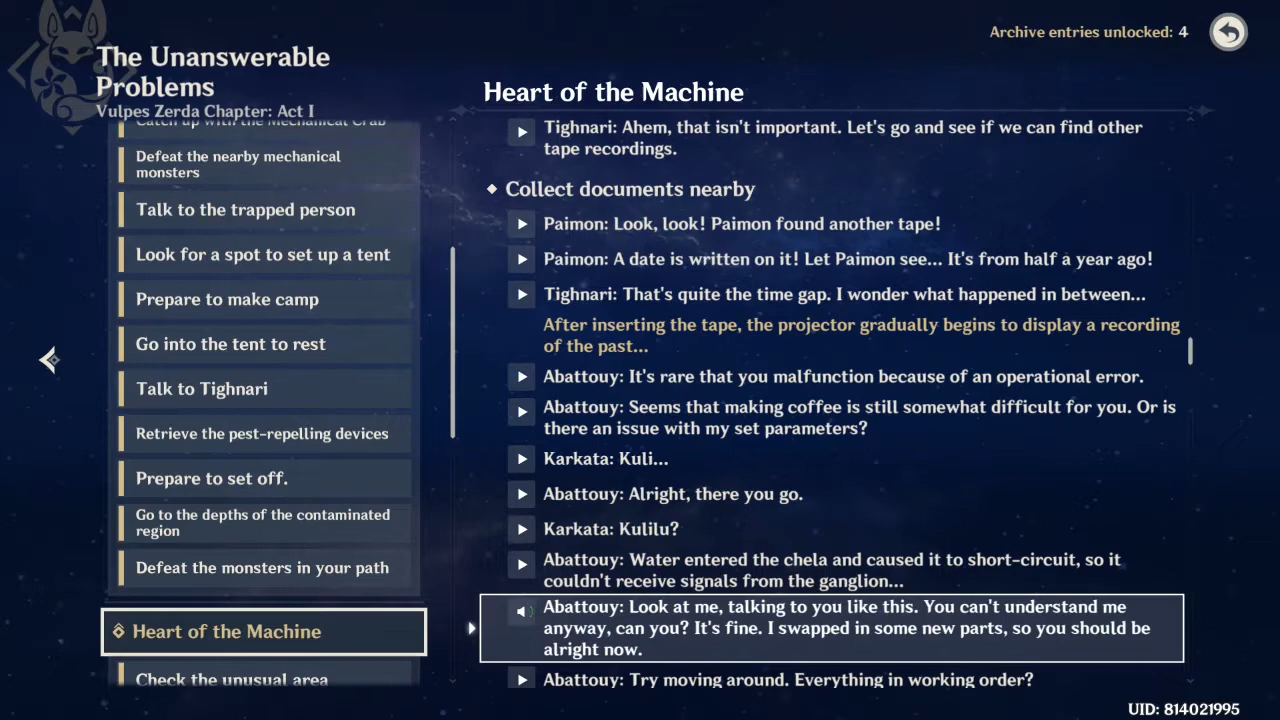 Archive entries unlocked: 4
The Unanswerable
Problems
Vulpes Zerda Chapter: Act I
Catch up with the Mechanical Crab
Defeat the nearby mechanical
monsters
Talk to the trapped person
Look for a spot to set up a tent
Prepare to make camp
Go into the tent to rest
Talk to Tighnari
Retrieve the pest-repelling devices
Prepare to set off.
Go to the depths of the contaminated
region
Defeat the monsters in your path
Heart of the Machine
Check the unusual area
Heart of the Machine
Tighnari: Ahem, that isn't important. Let's go and see if we can find other
tape recordings.
Collect documents nearby
Paimon: Look, look! Paimon found another tape!
Paimon: A date is written on it! Let Paimon see... It's from half a year ago!
Tighnari: That's quite the time gap. I wonder what happened in between...
After inserting the tape, the projector gradually begins to display a recording
of the past...
Abattouy: It's rare that you malfunction because of an operational error.
Abattouy: Seems that making coffee is still somewhat difficult for you. Or is
there an issue with my set parameters?
Karkata: Kuli...
Abattouy: Alright, there you go.
Karkata: Kulilu?
Abattouy: Water entered the chela and caused it to short-circuit, so it
couldn't receive signals from the ganglion...
Abattouy: Look at me, talking to you like this. You can't understand me
anyway, can you? It's fine. I swapped in some new parts, so you should be
alright now.
Abattouy: Try moving around. Everything in working order?
UID: 814021995